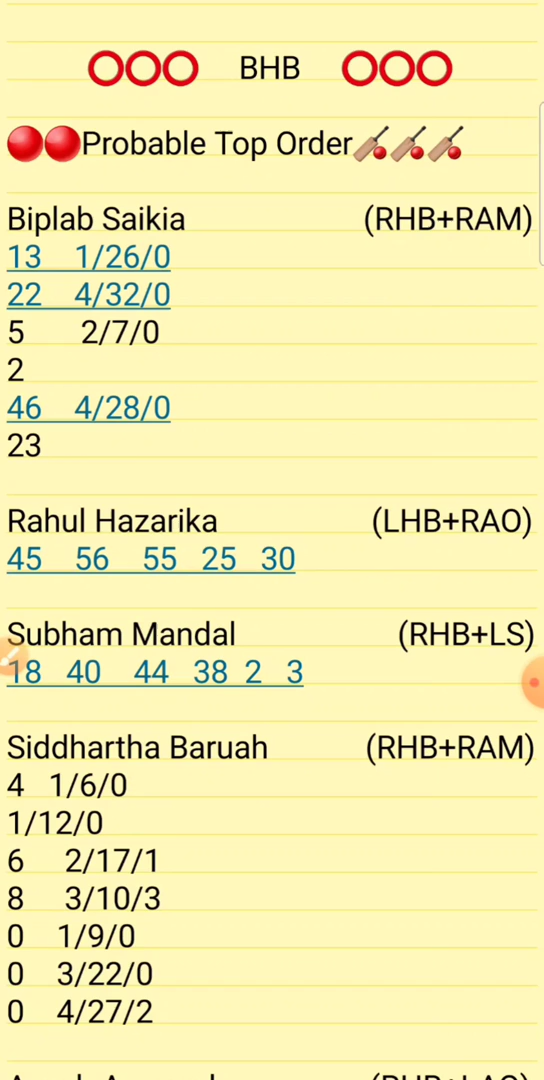 BHB
Probable Top Order
Biplab Saikia (RHB+RAM)
13 1/26/0
22 4/32/0
5 2/7/0
2
46 4/28/0
23
Rahul Hazarika (LHB+RAO)
45 56 55 25 30
Subham Mandal (RHB+LS)
18 40 44 38 2 3
Siddhartha Baruah (RHB+RAM)
4 1/6/0
1/12/0
6 2/17/1
8 3/10/3
0 1/9/0
0 3/22/0
0 4/27/2